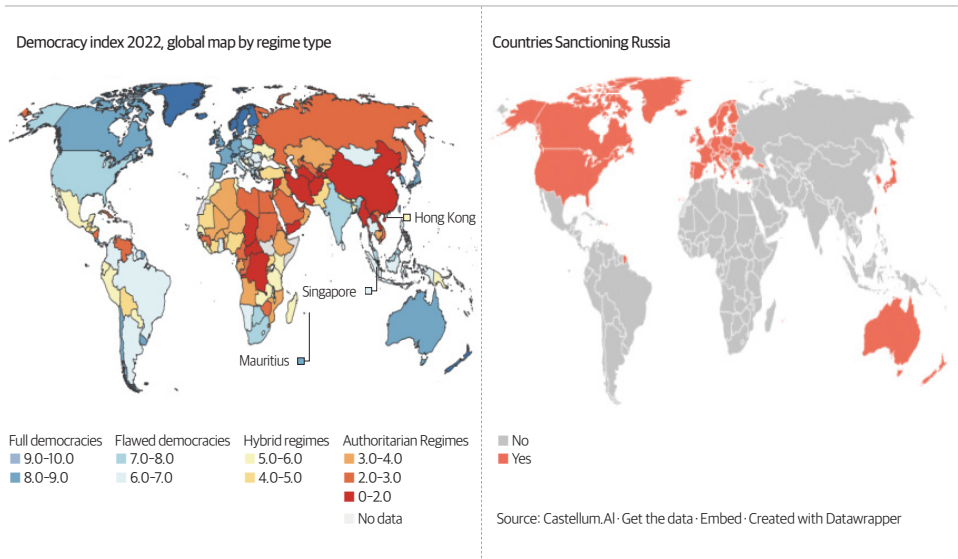 Democracy index 2022, global map by regime type
Hong Kong
Singapore
Mauritius
Full democracies
9.0-10.0
8.0-9.0
Flawed democracies
7.0-8.0
6.0-7.0
Hybrid regimes
5.0-6.0
4.0-5.0
Authoritarian Regimes
3.0-4.0
2.0-3.0
0-2.0
No data
Countries Sanctioning Russia
No
Yes
Source: Castellum.AI · Get the data · Embed · Created with Datawrapper